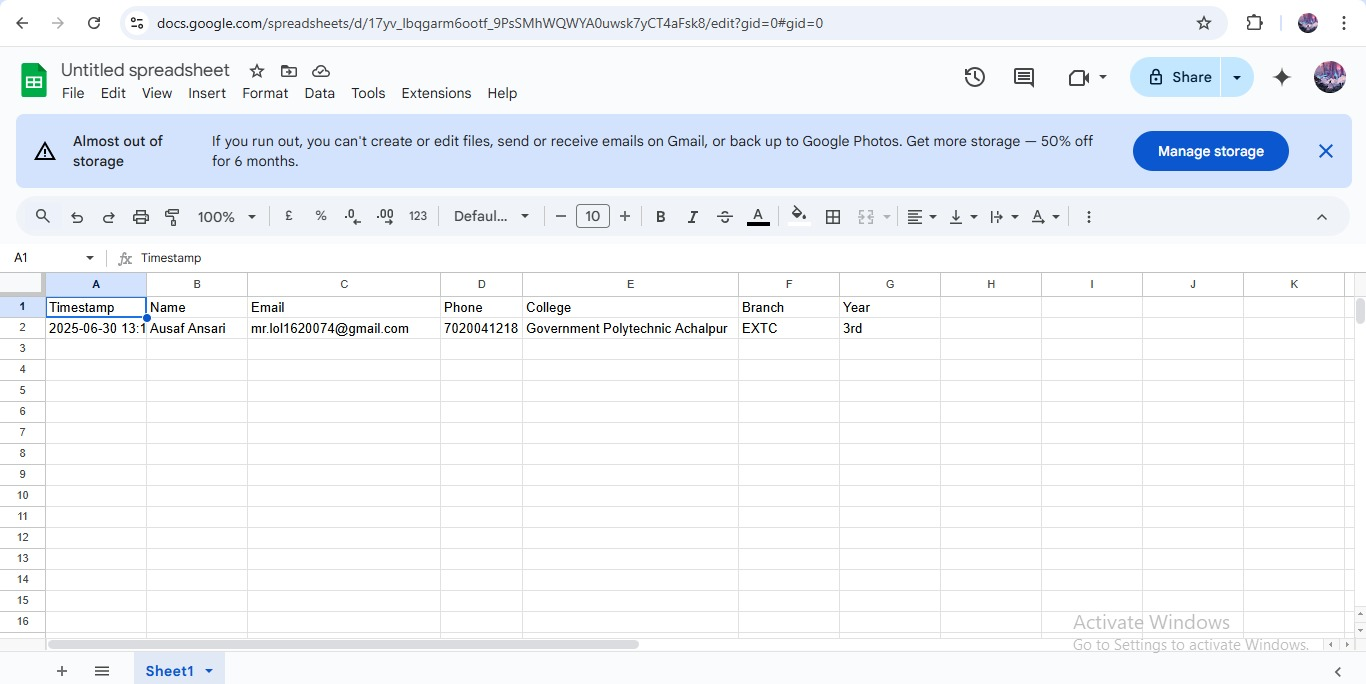 docs.google.com/spreadsheets/d/17yv_lbqgarm6ootf_9PsSMhWQWYA0uwsk7yCT4aFsk8/edit?gid=0#gid=0
Untitled spreadsheet
File Edit View Insert Format Data Tools Extensions Help
Share
Almost out of storage
If you run out, you can't create or edit files, send or receive emails on Gmail, or back up to Google Photos. Get more storage — 50% off
for 6 months.
Manage storage
100% £ % .0 .00 123 Defaul... 10 B I A
A1 fx Timestamp
A B C D E F G H I J K
1 Timestamp Name Email Phone College Branch Year
2 2025-06-30 13:1 Ausaf Ansari mr.lol1620074@gmail.com 7020041218 Government Polytechnic Achalpur EXTC 3rd
3
4
5
6
7
8
9
10
11
12
13
14
15
16
Activate Windows
Go to Settings to activate Windows.
Sheet1